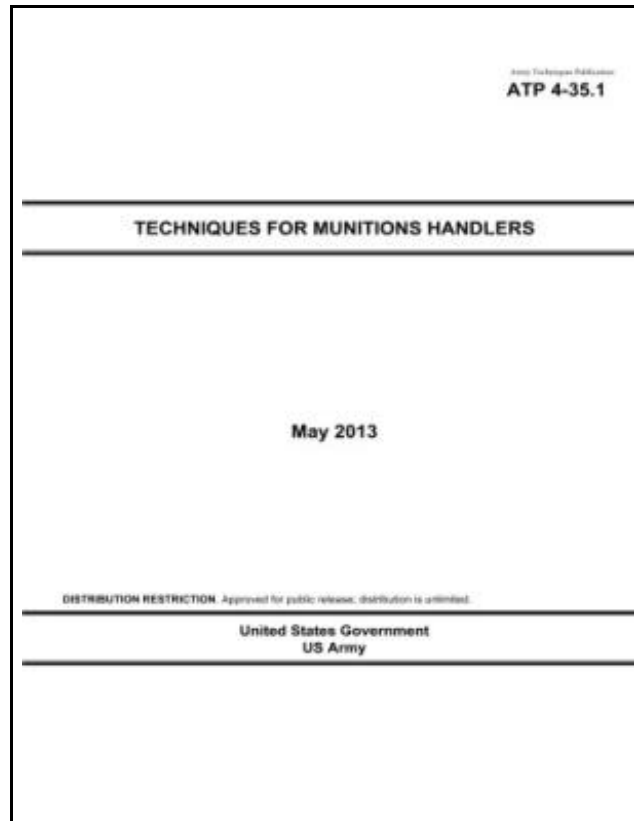 Army Techniques Publication
ATP 4-35.1
TECHNIQUES FOR MUNITIONS HANDLERS
May 2013
DISTRIBUTION RESTRICTION. Approved for public release; distribution is unlimited.
United States Government
US Army